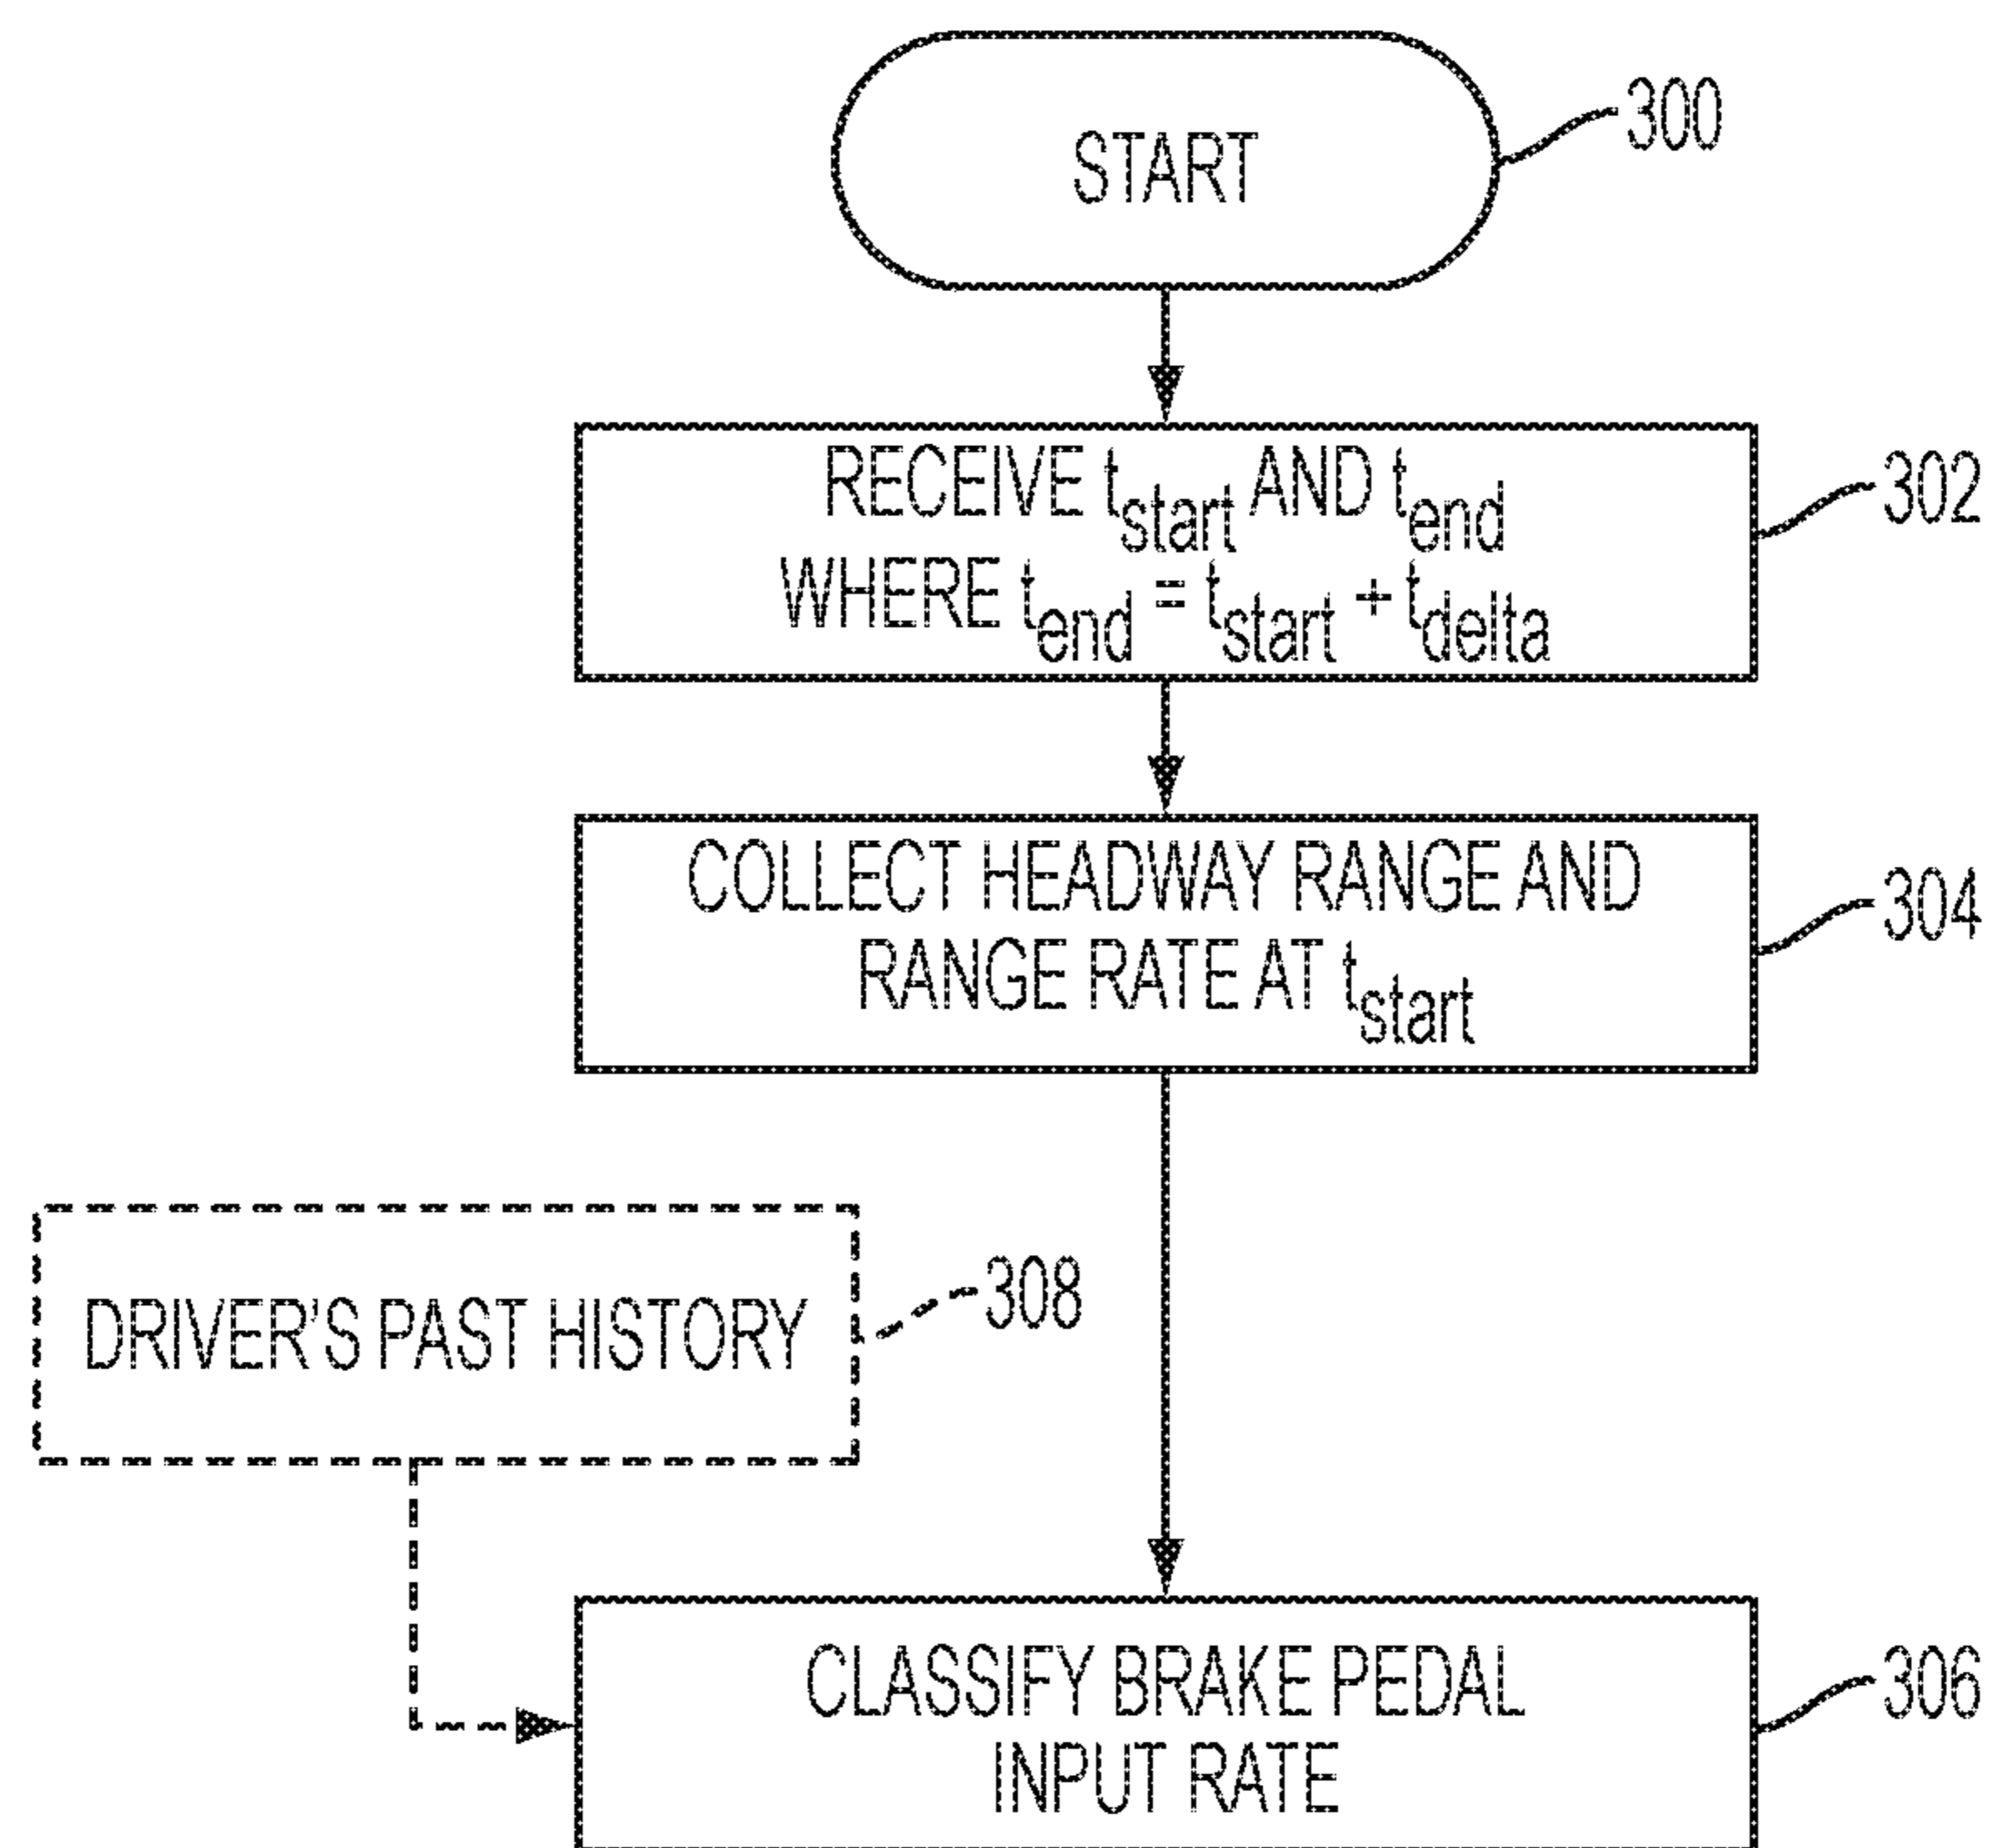 START
300
RECEIVE tstart AND tend
WHERE tend = tstart + tdelta
302
COLLECT HEADWAY RANGE AND
RANGE RATE AT tstart
304
DRIVER'S PAST HISTORY
308
CLASSIFY BRAKE PEDAL
INPUT RATE
306